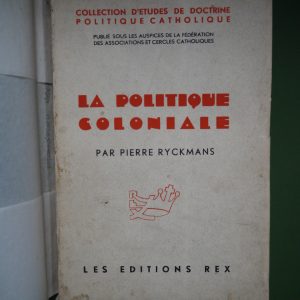 COLLECTION D'ETUDES DE DOCTRINE
POLITIQUE CATHOLIQUE
PUBLIÉ SOUS LES AUSPICES DE LA FÉDÉRATION
DES ASSOCIATIONS ET CERCLES CATHOLIQUES
LA POLITIQUE
COLONIALE
PAR PIERRE RYCKMANS
LES EDITIONS REX